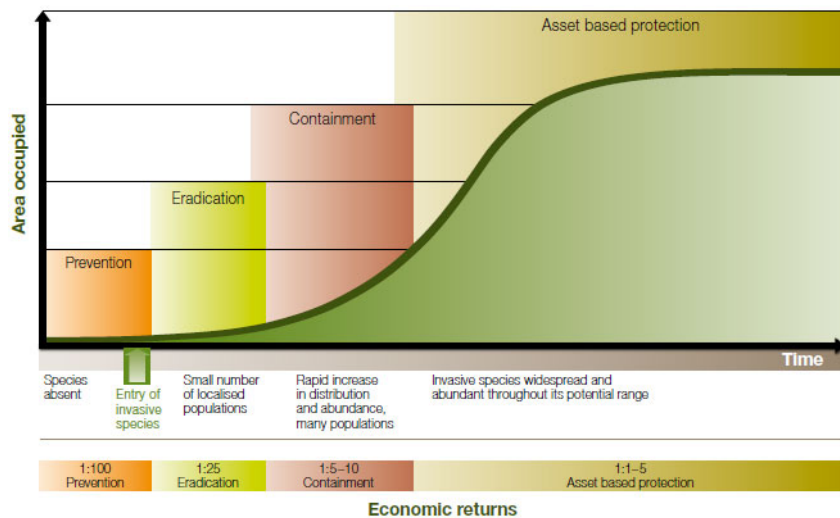 Asset based protection
Containment
Eradication
Prevention
Area occupied
Time
Species
absent
Entry of
invasive
species
Small number
of localised
populations
Rapid increase
in distribution
and abundance,
many populations
Invasive species widespread and
abundant throughout its potential range
1:100
Prevention
1:25
Eradication
1:5–10
Containment
1:1–5
Asset based protection
Economic returns